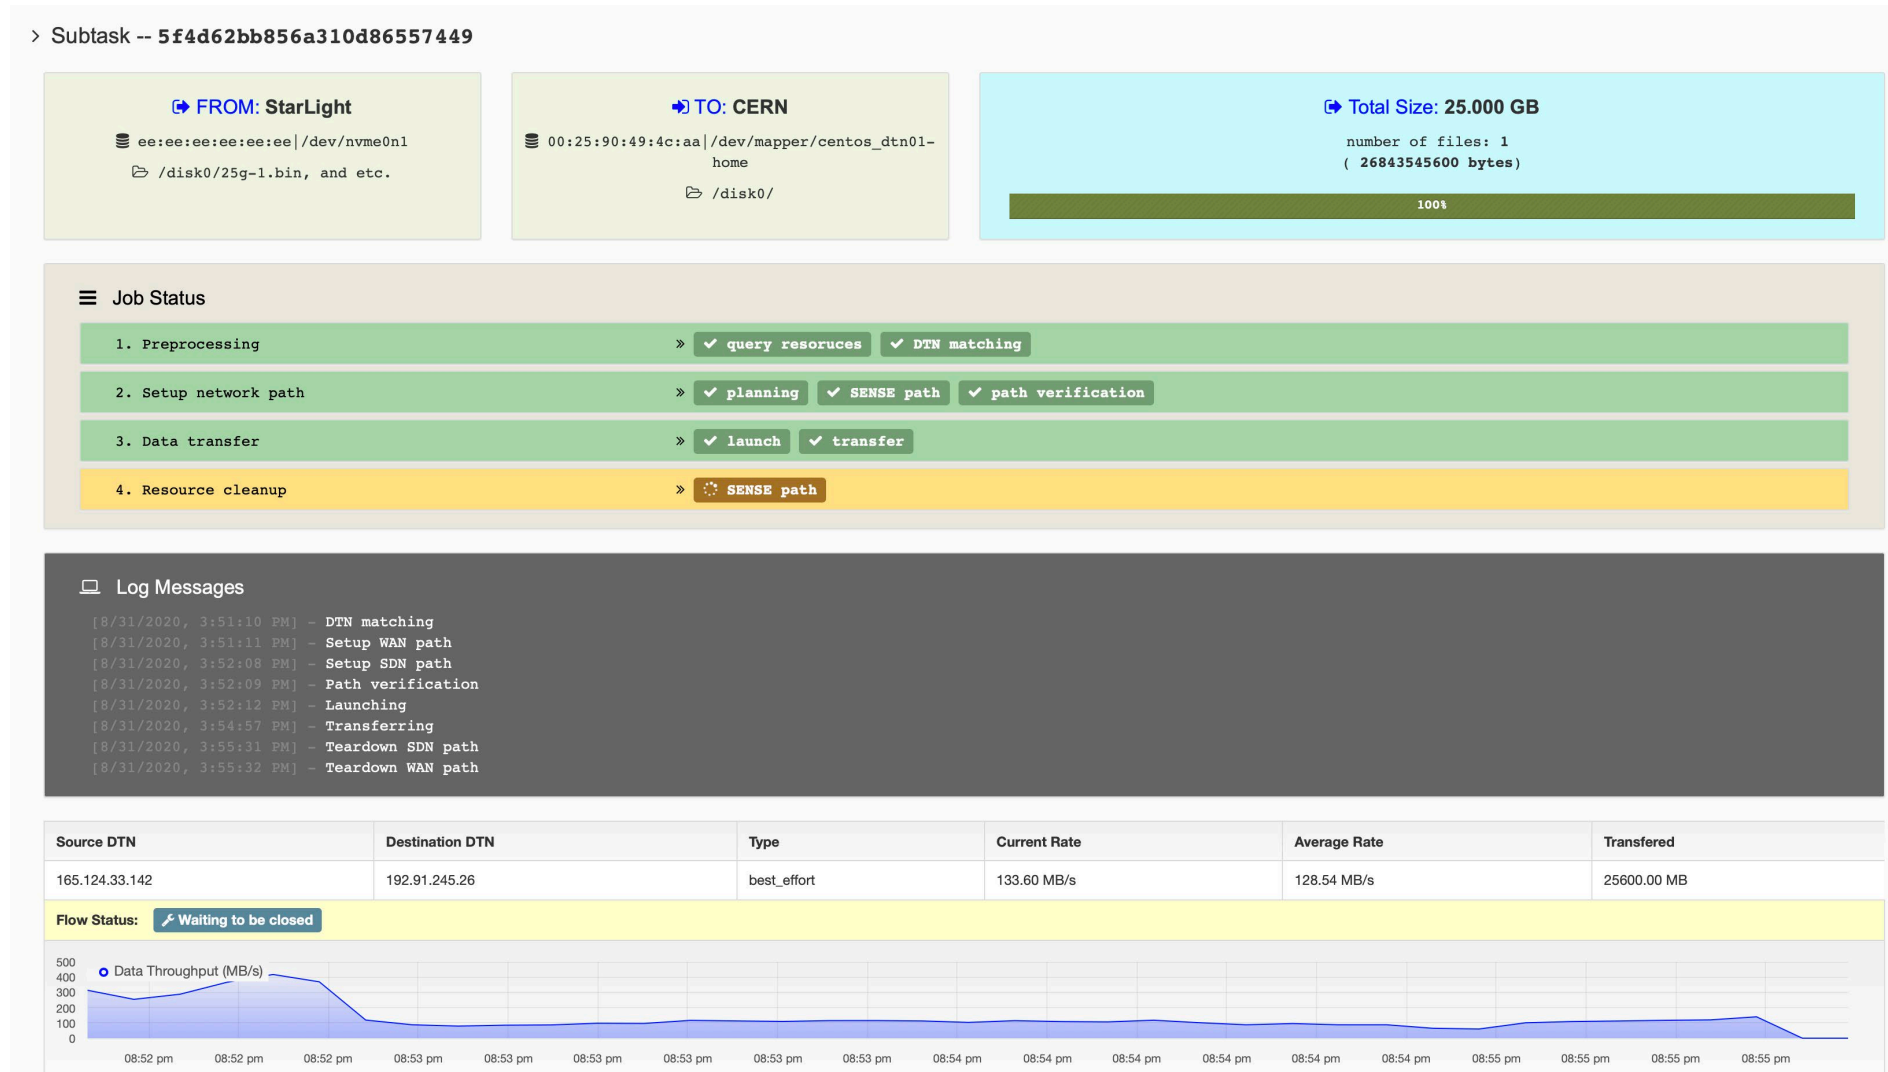 Subtask -- 5f4d62bb856a310d86557449
FROM: StarLight
ee:ee:ee:ee:ee:ee|/dev/nvme0n1
/disk0/25g-1.bin, and etc.
TO: CERN
00:25:90:49:4c:aa|/dev/mapper/centos_dtn01-
home
/disk0/
Total Size: 25.000 GB
number of files: 1
( 26843545600 bytes)
100%
Job Status
1. Preprocessing » query resoruces DTN matching
2. Setup network path » planning SENSE path path verification
3. Data transfer » launch transfer
4. Resource cleanup » SENSE path
Log Messages
[8/31/2020, 3:51:10 PM] - DTN matching
[8/31/2020, 3:51:11 PM] - Setup WAN path
[8/31/2020, 3:52:08 PM] - Setup SDN path
[8/31/2020, 3:52:09 PM] - Path verification
[8/31/2020, 3:52:12 PM] - Launching
[8/31/2020, 3:54:57 PM] - Transferring
[8/31/2020, 3:55:31 PM] - Teardown SDN path
[8/31/2020, 3:55:32 PM] - Teardown WAN path
Source DTN Destination DTN Type Current Rate Average Rate Transfered
165.124.33.142 192.91.245.26 best_effort 133.60 MB/s 128.54 MB/s 25600.00 MB
Flow Status: Waiting to be closed
Data Throughput (MB/s)
500
400
300
200
100
0
08:52 pm 08:52 pm 08:52 pm 08:53 pm 08:53 pm 08:53 pm 08:53 pm 08:53 pm 08:53 pm 08:54 pm 08:54 pm 08:54 pm 08:54 pm 08:54 pm 08:54 pm 08:55 pm 08:55 pm 08:55 pm 08:55 pm